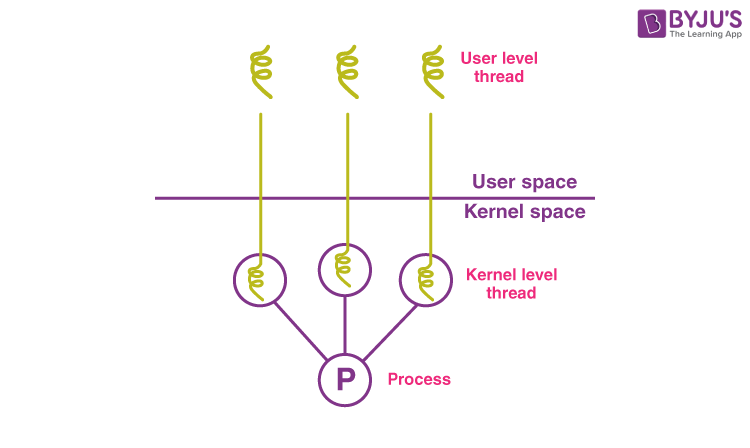 BYJU'S
The Learning App
User level
thread
User space
Kernel space
Kernel level
thread
P
Process